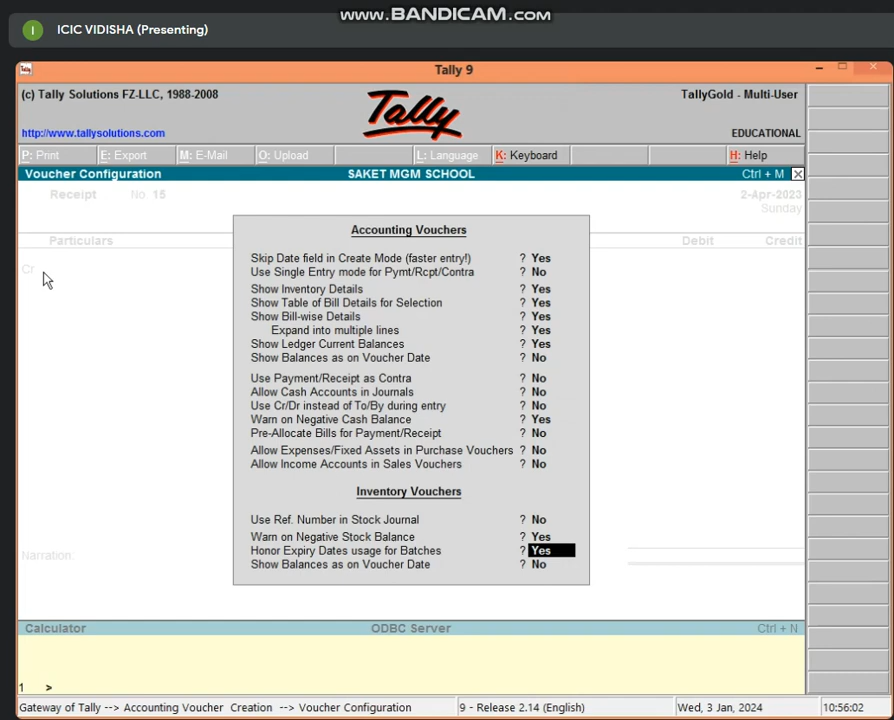 www.BANDICAM.com
I ICIC VIDISHA (Presenting)
Tally 9
(c) Tally Solutions FZ-LLC, 1988-2008
Tally
TallyGold - Multi-User
http://www.tallysolutions.com
EDUCATIONAL
P: Print E: Export M: E-Mail O: Upload L: Language K: Keyboard H: Help
Voucher Configuration SAKET MGM SCHOOL Ctrl + M
Receipt No. 15 2-Apr-2023
Sunday
Particulars Debit Credit
Cr
Accounting Vouchers
Skip Date field in Create Mode (faster entry!) ? Yes
Use Single Entry mode for Pymt/Rcpt/Contra ? No
Show Inventory Details ? Yes
Show Table of Bill Details for Selection ? Yes
Show Bill-wise Details ? Yes
Expand into multiple lines ? Yes
Show Ledger Current Balances ? Yes
Show Balances as on Voucher Date ? No
Use Payment/Receipt as Contra ? No
Allow Cash Accounts in Journals ? No
Use Cr/Dr instead of To/By during entry ? No
Warn on Negative Cash Balance ? Yes
Pre-Allocate Bills for Payment/Receipt ? No
Allow Expenses/Fixed Assets in Purchase Vouchers ? No
Allow Income Accounts in Sales Vouchers ? No
Inventory Vouchers
Use Ref. Number in Stock Journal ? No
Warn on Negative Stock Balance ? Yes
Honor Expiry Dates usage for Batches ? Yes
Show Balances as on Voucher Date ? No
Narration:
Calculator ODBC Server Ctrl + N
1 >
Gateway of Tally --> Accounting Voucher Creation --> Voucher Configuration 9 - Release 2.14 (English) Wed, 3 Jan, 2024 10:56:02